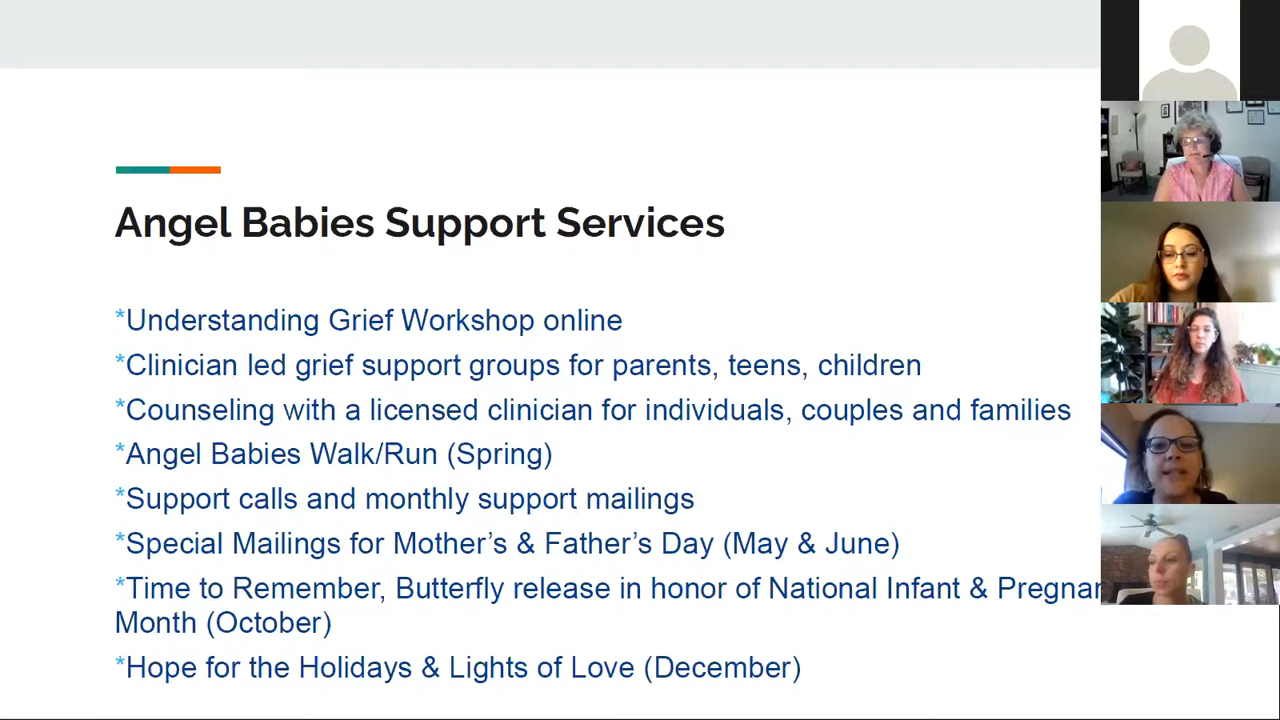 Angel Babies Support Services
*Understanding Grief Workshop online
*Clinician led grief support groups for parents, teens, children
*Counseling with a licensed clinician for individuals, couples and families
*Angel Babies Walk/Run (Spring)
*Support calls and monthly support mailings
*Special Mailings for Mother’s & Father’s Day (May & June)
*Time to Remember, Butterfly release in honor of National Infant &
Month (October)
*Hope for the Holidays & Lights of Love (December)